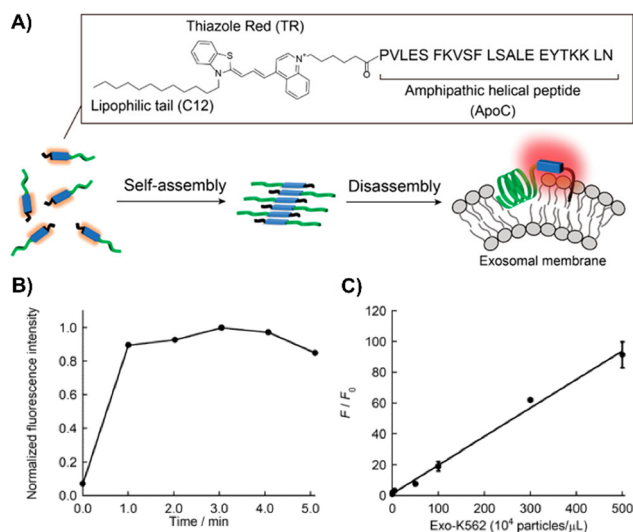 A)
Thiazole Red (TR)
S
N
N+
O
PVLES FKVSF LSALE EYTKK LN
Lipophilic tail (C12)
Amphipathic helical peptide
(ApoC)
Self-assembly
Disassembly
Exosomal membrane
B)
Normalized fluorescence intensity
1.0
0.8
0.6
0.4
0.2
0.0
0.0 1.0 2.0 3.0 4.0 5.0
Time / min
C)
F / F0
120
100
80
60
40
20
0
0 100 200 300 400 500
Exo-K562 (10⁴ particles/μL)